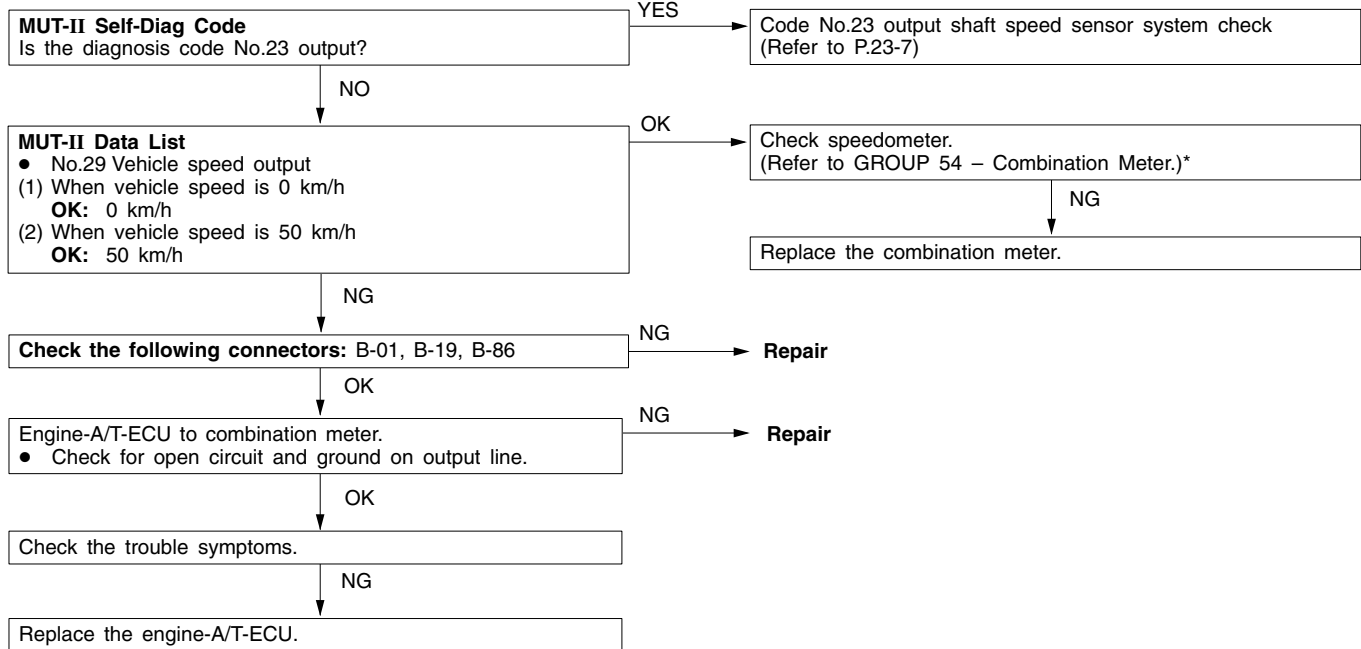 MUT-II Self-Diag Code
Is the diagnosis code No.23 output?
YES
Code No.23 output shaft speed sensor system check
(Refer to P.23-7)
NO
MUT-II Data List
● No.29 Vehicle speed output
(1) When vehicle speed is 0 km/h
OK: 0 km/h
(2) When vehicle speed is 50 km/h
OK: 50 km/h
OK
Check speedometer.
(Refer to GROUP 54 – Combination Meter.)*
NG
Replace the combination meter.
NG
Check the following connectors: B-01, B-19, B-86
NG
Repair
OK
Engine-A/T-ECU to combination meter.
● Check for open circuit and ground on output line.
NG
Repair
OK
Check the trouble symptoms.
NG
Replace the engine-A/T-ECU.